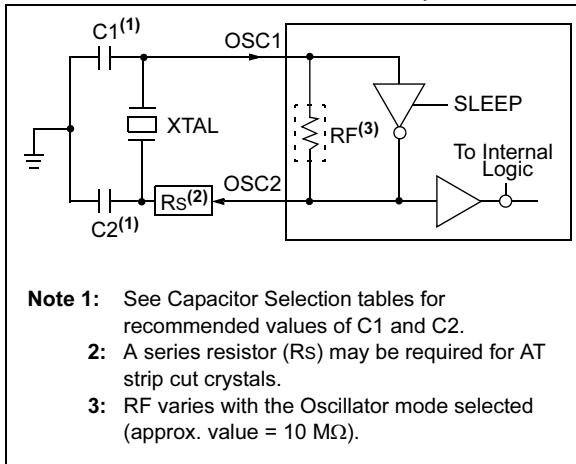 C1(1)
OSC1
SLEEP
XTAL
RF(3)
To Internal
Logic
OSC2
RS(2)
C2(1)
Note 1: See Capacitor Selection tables for
recommended values of C1 and C2.
2: A series resistor (RS) may be required for AT
strip cut crystals.
3: RF varies with the Oscillator mode selected
(approx. value = 10 MΩ).